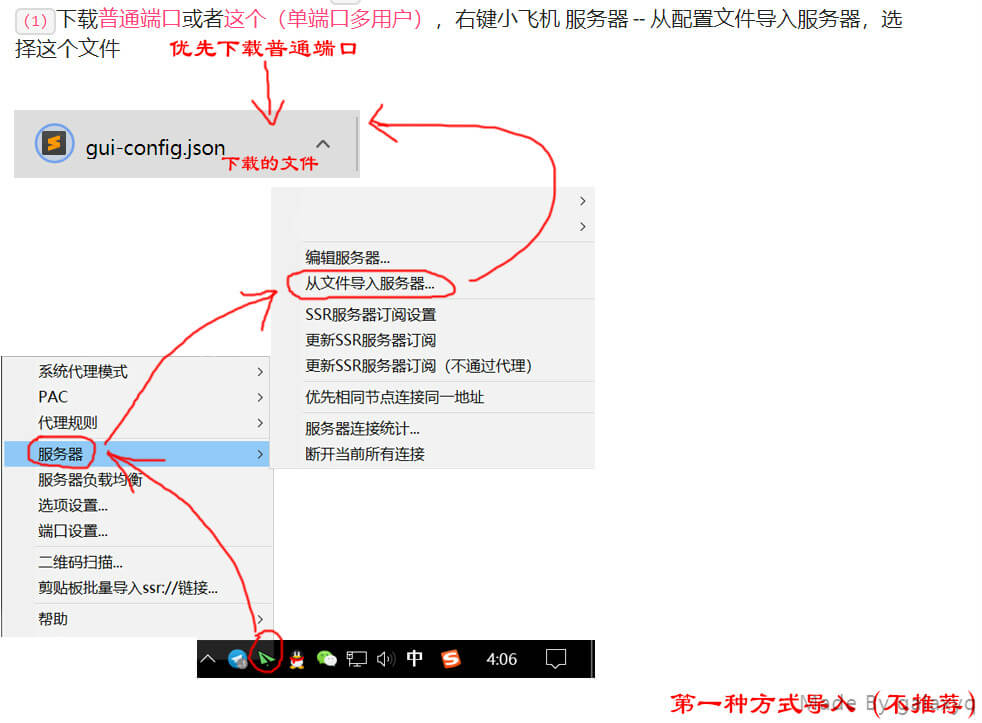 (1) 下载普通端口或者这个（单端口多用户），右键小飞机 服务器 -- 从配置文件导入服务器，选
择这个文件
优先下载普通端口
gui-config.json
下载的文件
编辑服务器...
从文件导入服务器...
SSR服务器订阅设置
更新SSR服务器订阅
更新SSR服务器订阅（不通过代理）
优先相同节点连接同一地址
服务器连接统计...
断开当前所有连接
系统代理模式
PAC
代理规则
服务器
服务器负载均衡
选项设置...
端口设置...
二维码扫描...
剪贴板批量导入ssr://链接...
帮助
中
4:06
第一种方式导入（不推荐）
Made By